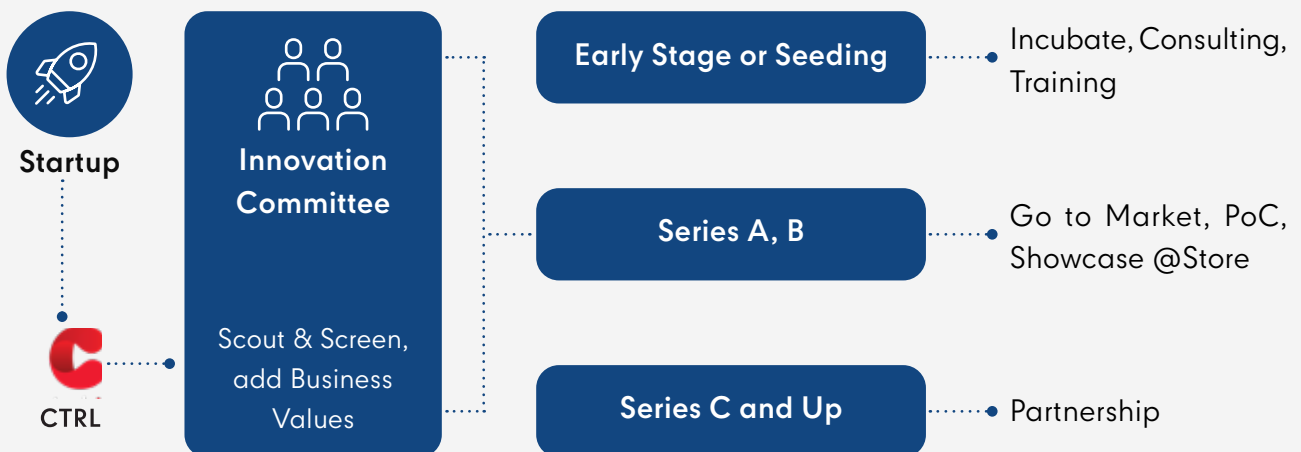 Startup
CTRL
Innovation
Committee
Scout & Screen,
add Business
Values
Early Stage or Seeding
Incubate, Consulting,
Training
Series A, B
Go to Market, PoC,
Showcase @Store
Series C and Up
Partnership